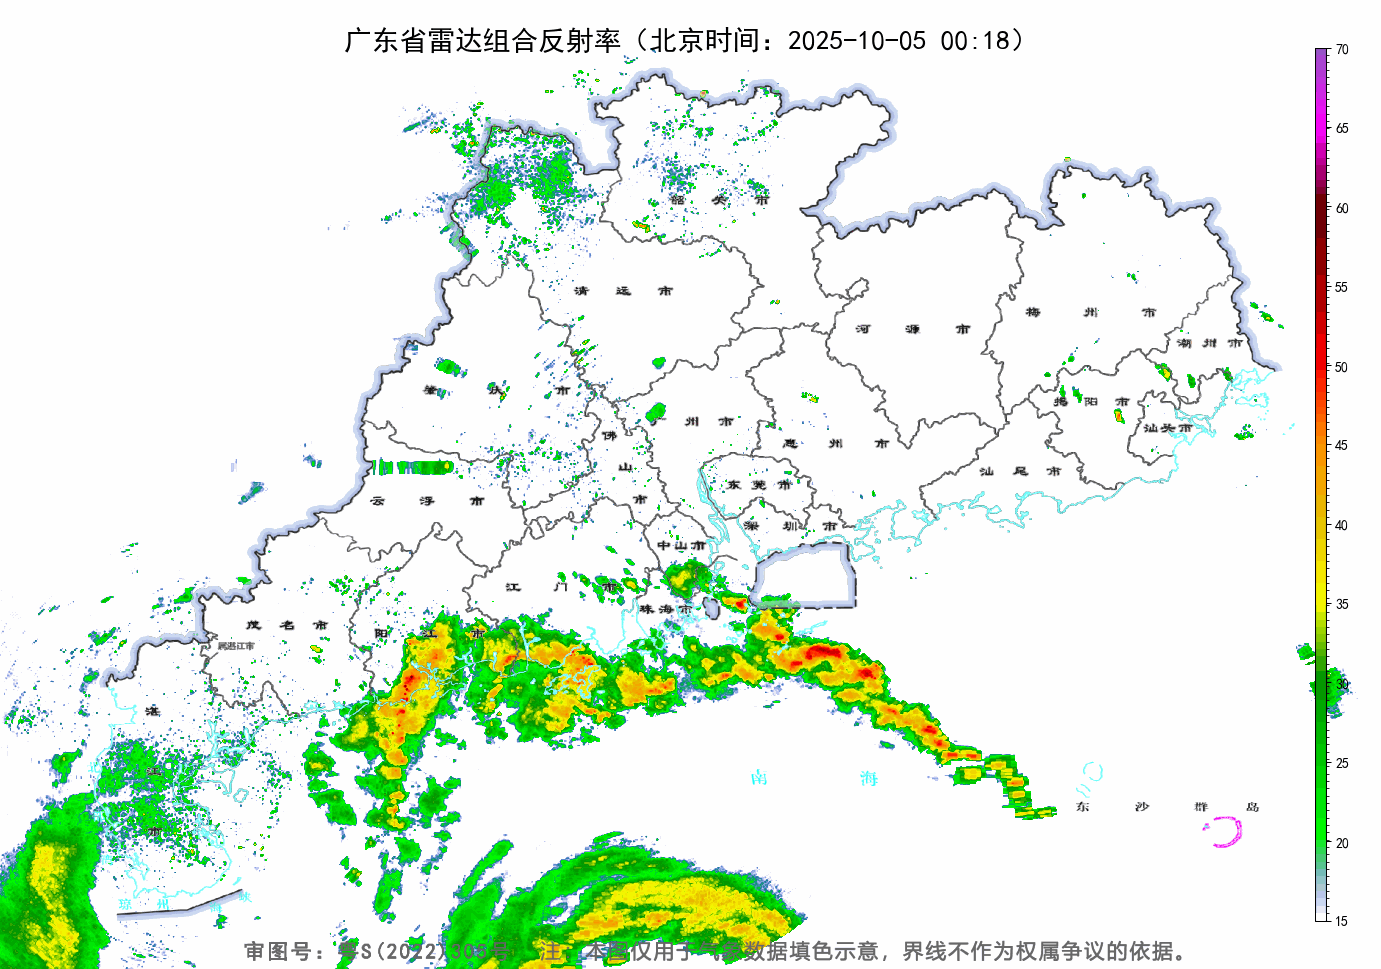 广东省雷达组合反射率（北京时间：2025-10-05 00:18）
70
65
60
55
50
45
40
35
30
25
20
15
韶关市
清远市
河源市
梅州市
潮州市
肇庆市
揭阳市
广州市
惠州市
汕头市
佛山市
东莞市
汕尾市
云浮市
深圳市
中山市
江门市
珠海市
茂名市
阳江市
属湛江市
湛江市
南海
东沙群岛
琼州海峡
审图号：粤S(2022)306号 注：本图仅用于气象数据填色示意，界线不作为权属争议的依据。